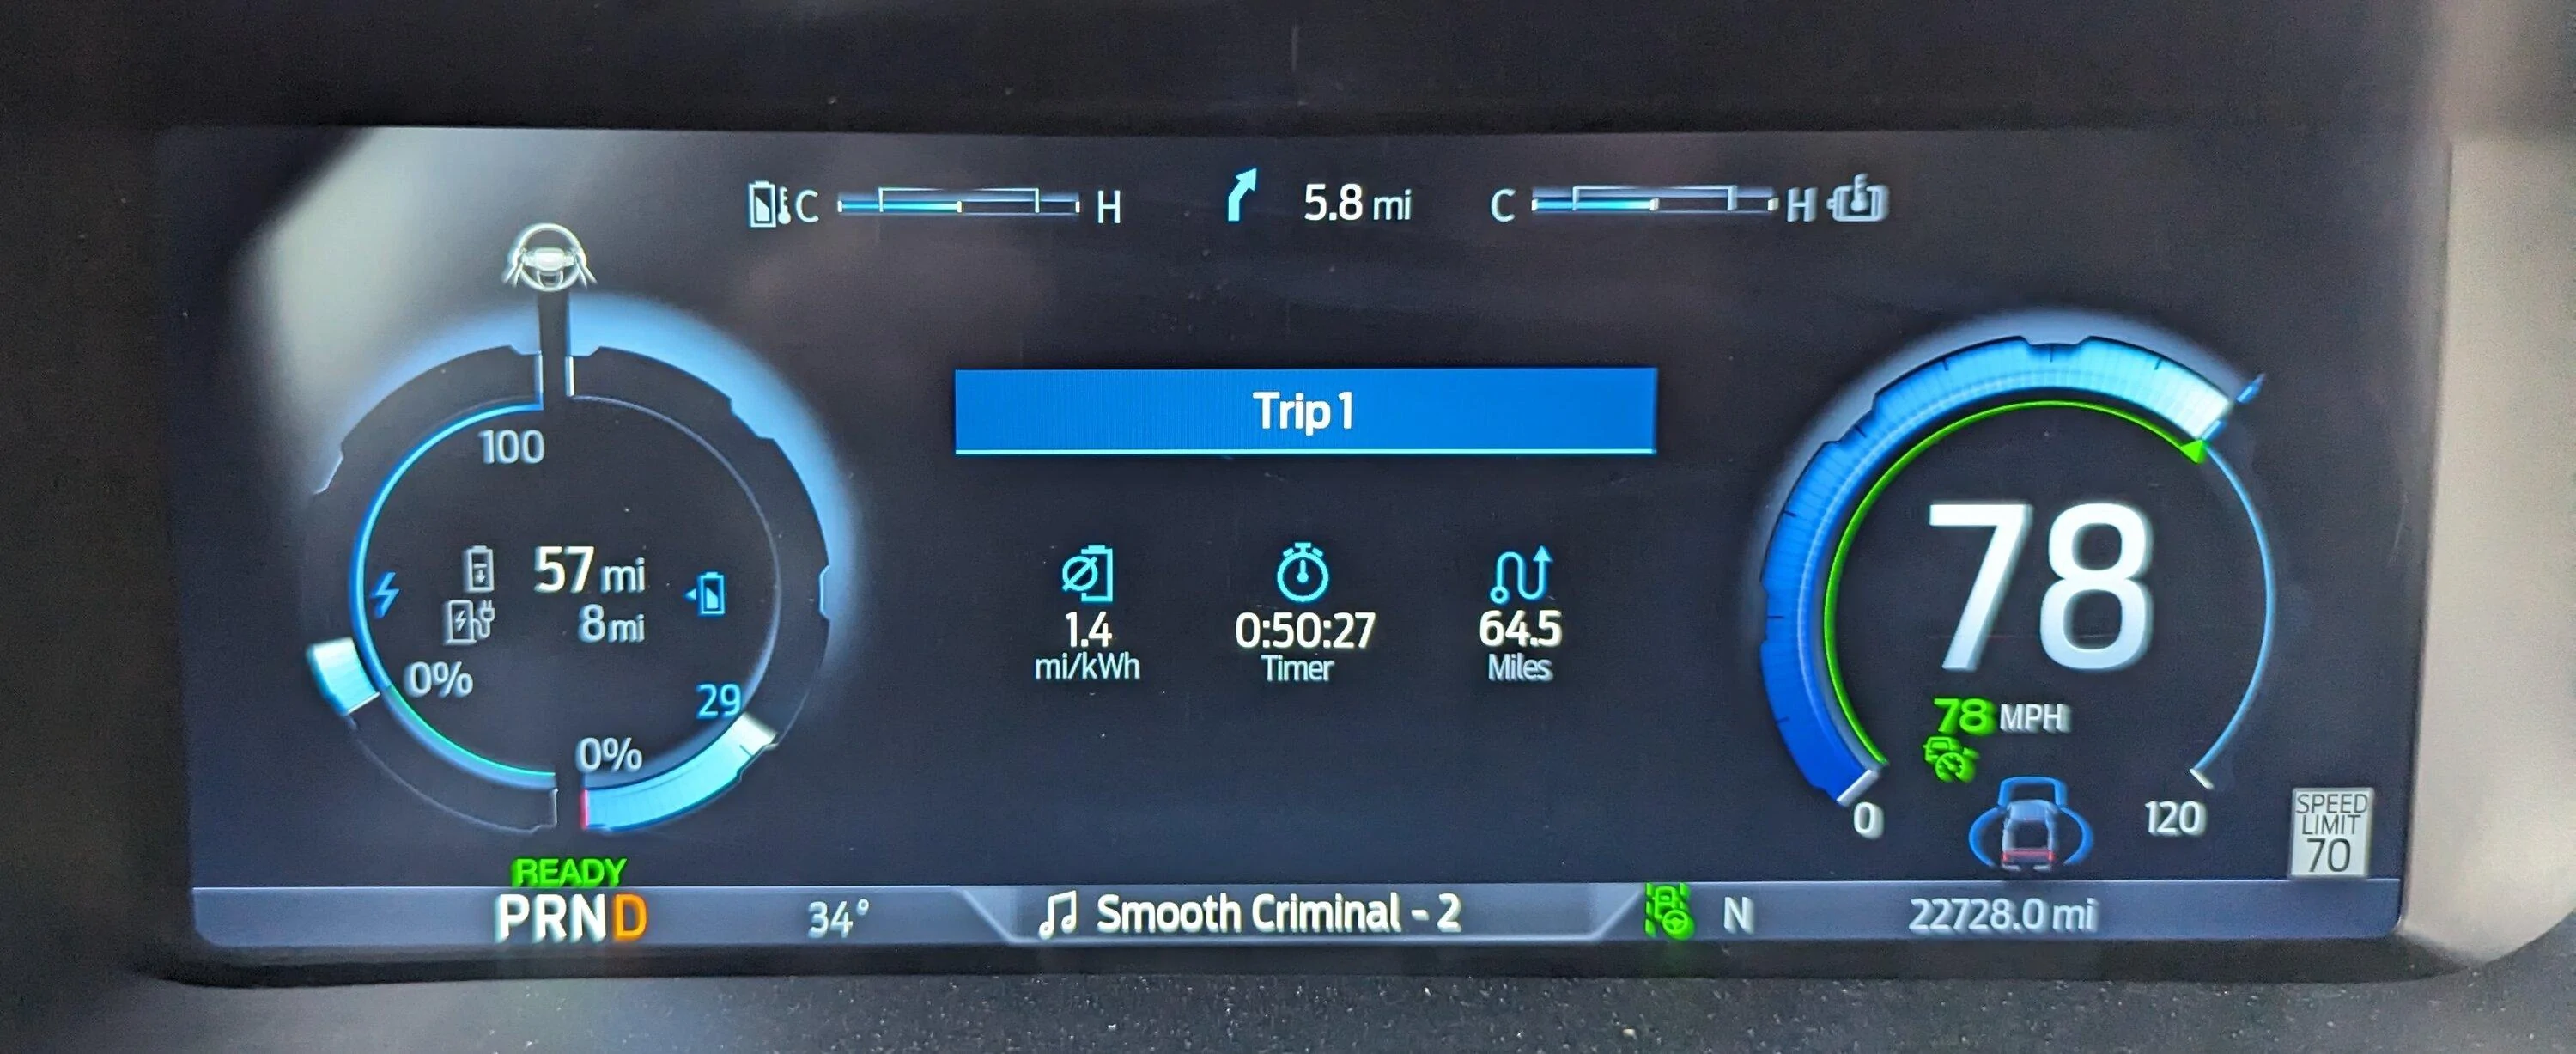 C H
5.8 mi
C H
100
57 mi
8 mi
0%
29
0%
READY
PRND
34°
Trip 1
1.4
mi/kWh
0:50:27
Timer
64.5
Miles
Smooth Criminal - 2
78
78 MPH
0
120
SPEED
LIMIT
70
N
22728.0 mi